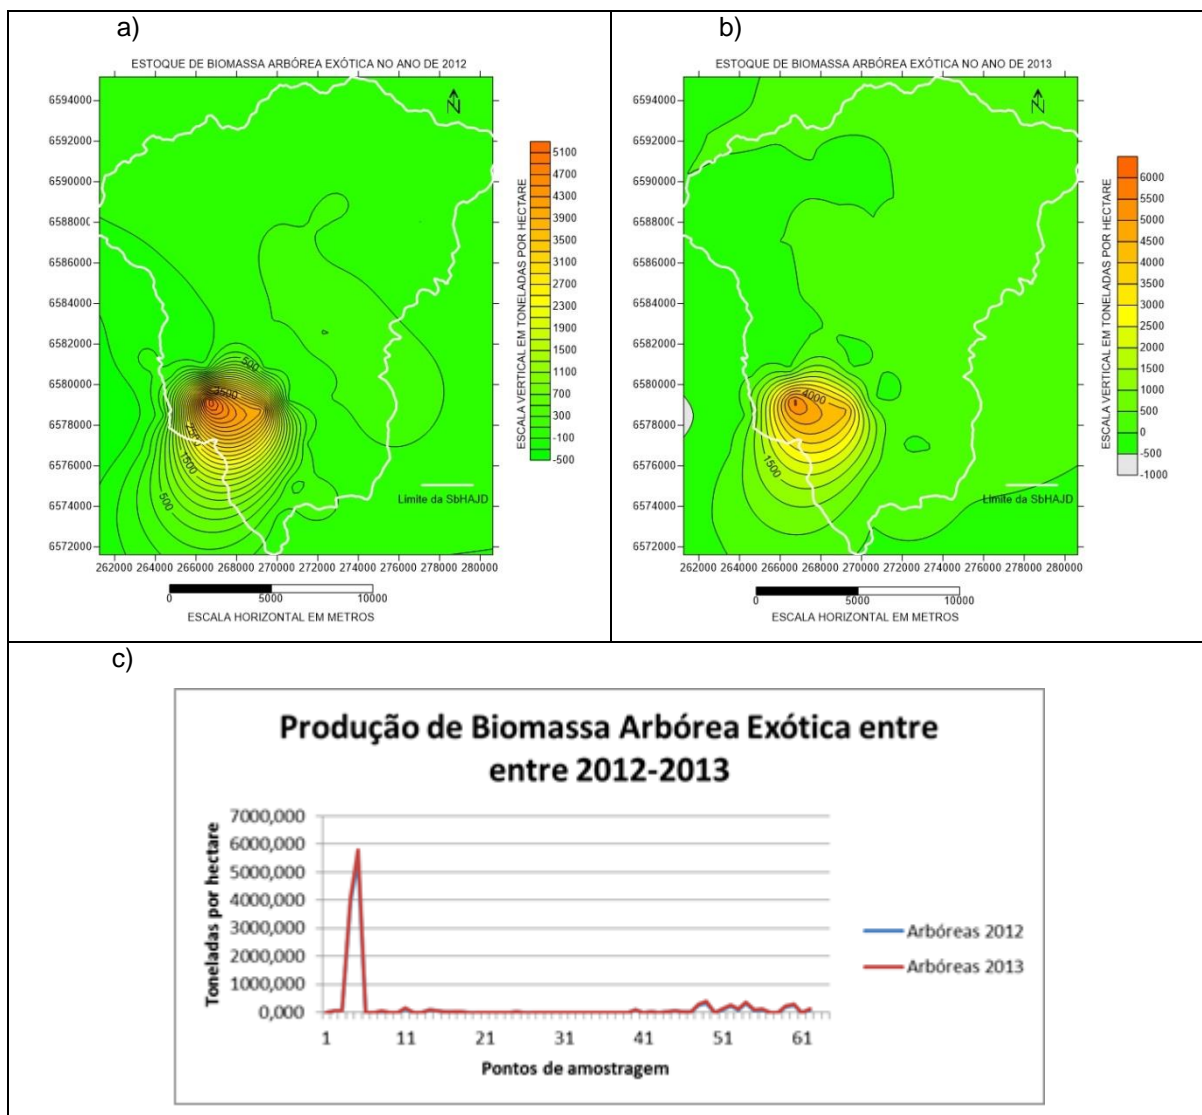 a)
ESTOQUE DE BIOMASSA ARBÓREA EXÓTICA NO ANO DE 2012
6594000
6592000
6590000
6588000
6586000
6584000
6582000
6580000
6578000
6576000
6574000
6572000
262000 264000 266000 268000 270000 272000 274000 276000 278000 280000
N
500
3500
2500
1500
500
Limite da SbHAJD
ESCALA VERTICAL EM TONELADAS POR HECTARE
5100
4700
4300
3900
3500
3100
2700
2300
1900
1500
1100
700
300
-100
-500
0 5000 10000
ESCALA HORIZONTAL EM METROS
b)
ESTOQUE DE BIOMASSA ARBÓREA EXÓTICA NO ANO DE 2013
6594000
6592000
6590000
6588000
6586000
6584000
6582000
6580000
6578000
6576000
6574000
6572000
262000 264000 266000 268000 270000 272000 274000 276000 278000 280000
N
4000
1500
Limite da SbHAJD
ESCALA VERTICAL EM TONELADAS POR HECTARE
6000
5500
5000
4500
4000
3500
3000
2500
2000
1500
1000
500
0
-500
-1000
0 5000 10000
ESCALA HORIZONTAL EM METROS
c)
Produção de Biomassa Arbórea Exótica entre
entre 2012-2013
Toneladas por hectare
7000,000
6000,000
5000,000
4000,000
3000,000
2000,000
1000,000
0,000
1 11 21 31 41 51 61
Pontos de amostragem
Arbóreas 2012
Arbóreas 2013